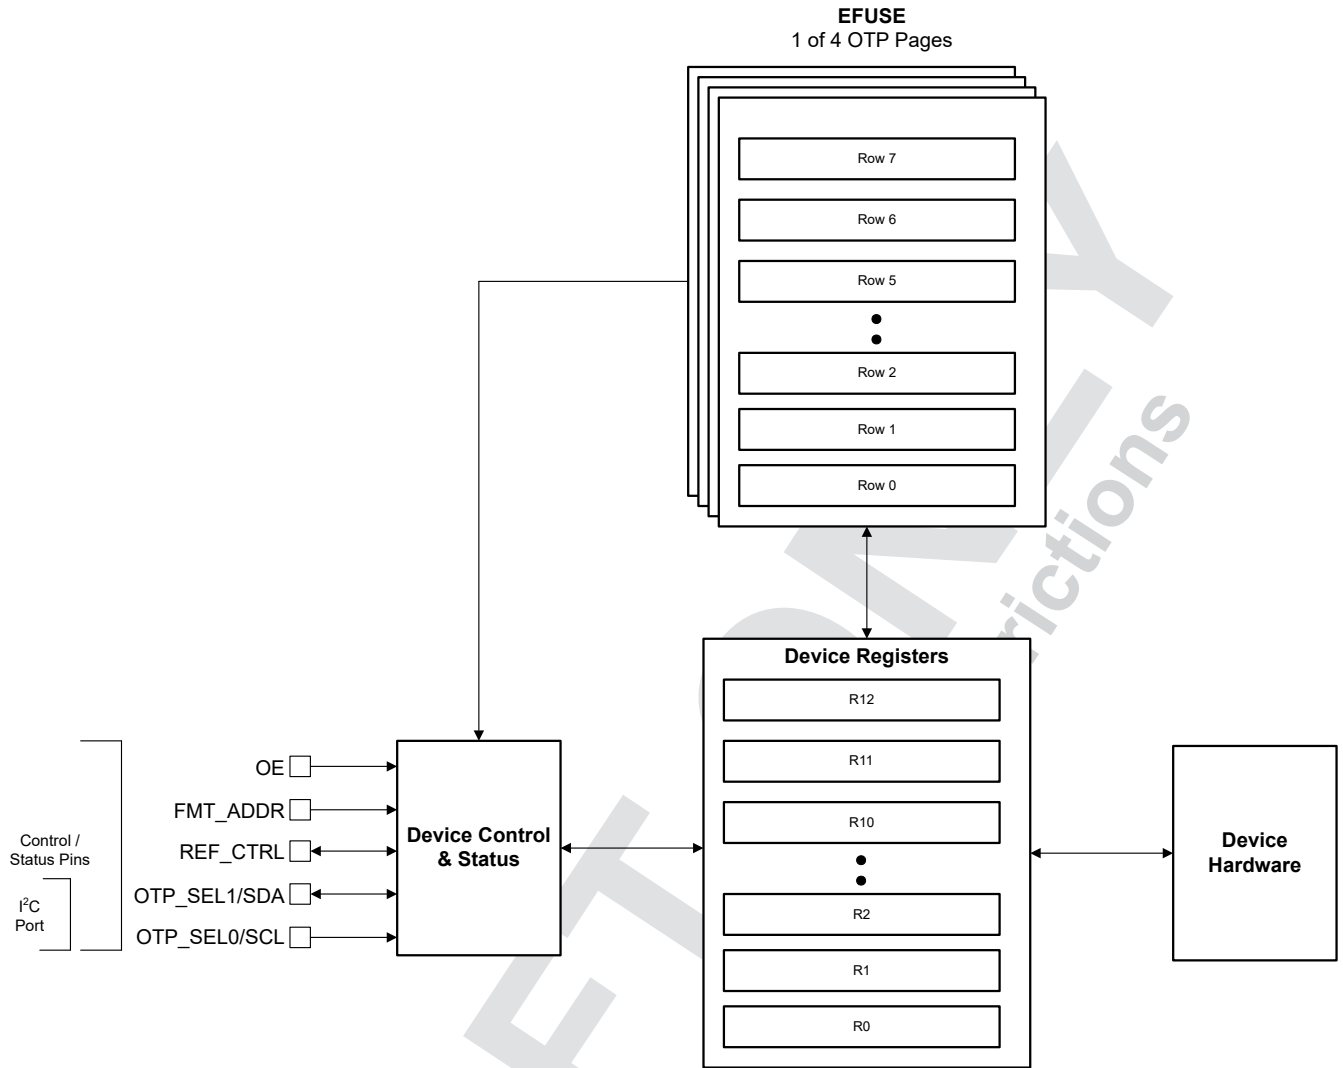 EFUSE
1 of 4 OTP Pages
Row 7
Row 6
Row 5
Row 2
Row 1
Row 0
Device Registers
R12
R11
R10
R2
R1
R0
Control /
Status Pins
I²C
Port
OE
FMT_ADDR
REF_CTRL
OTP_SEL1/SDA
OTP_SEL0/SCL
Device Control
& Status
Device
Hardware